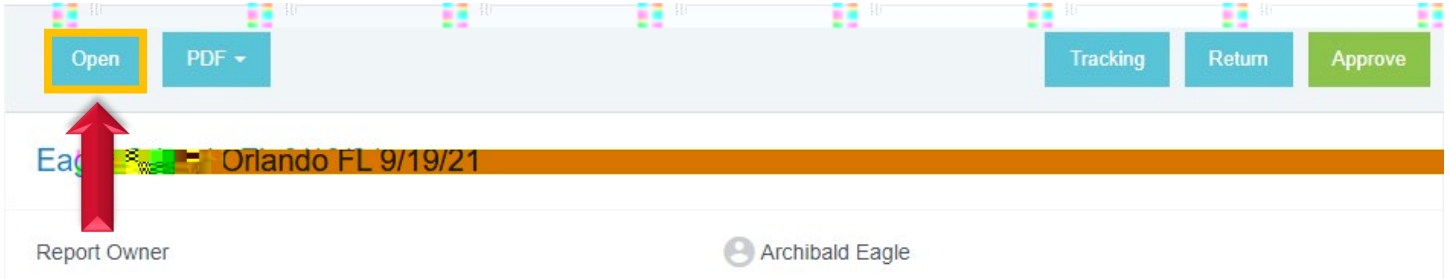 Open PDF Tracking Return Approve
Orlando FL 9/19/21
Report Owner Archibald Eagle